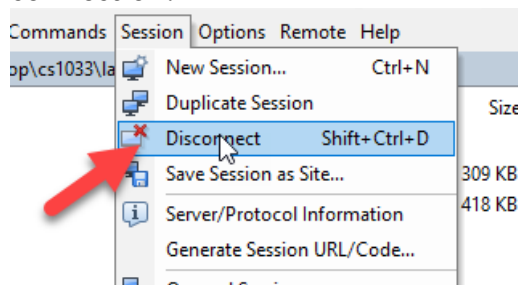 Commands Session Options Remote Help
op\cs1033\la
New Session... Ctrl+N
Duplicate Session
Size
Disconnect Shift+Ctrl+D
Save Session as Site...
309 KB
Server/Protocol Information
418 KB
Generate Session URL/Code...